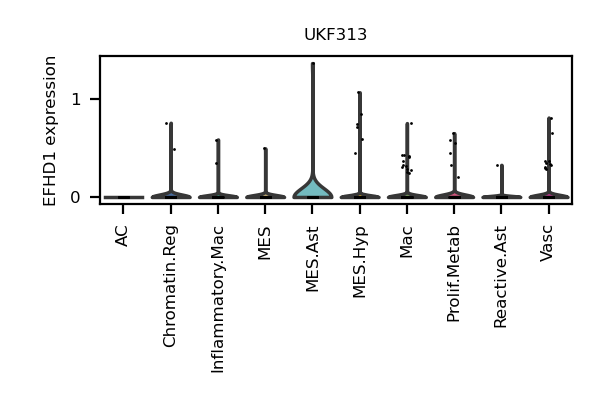 UKF313
EFHD1 expression
1
0
AC
Chromatin.Reg
Inflammatory.Mac
MES
MES.Ast
MES.Hyp
Mac
Prolif.Metab
Reactive.Ast
Vasc